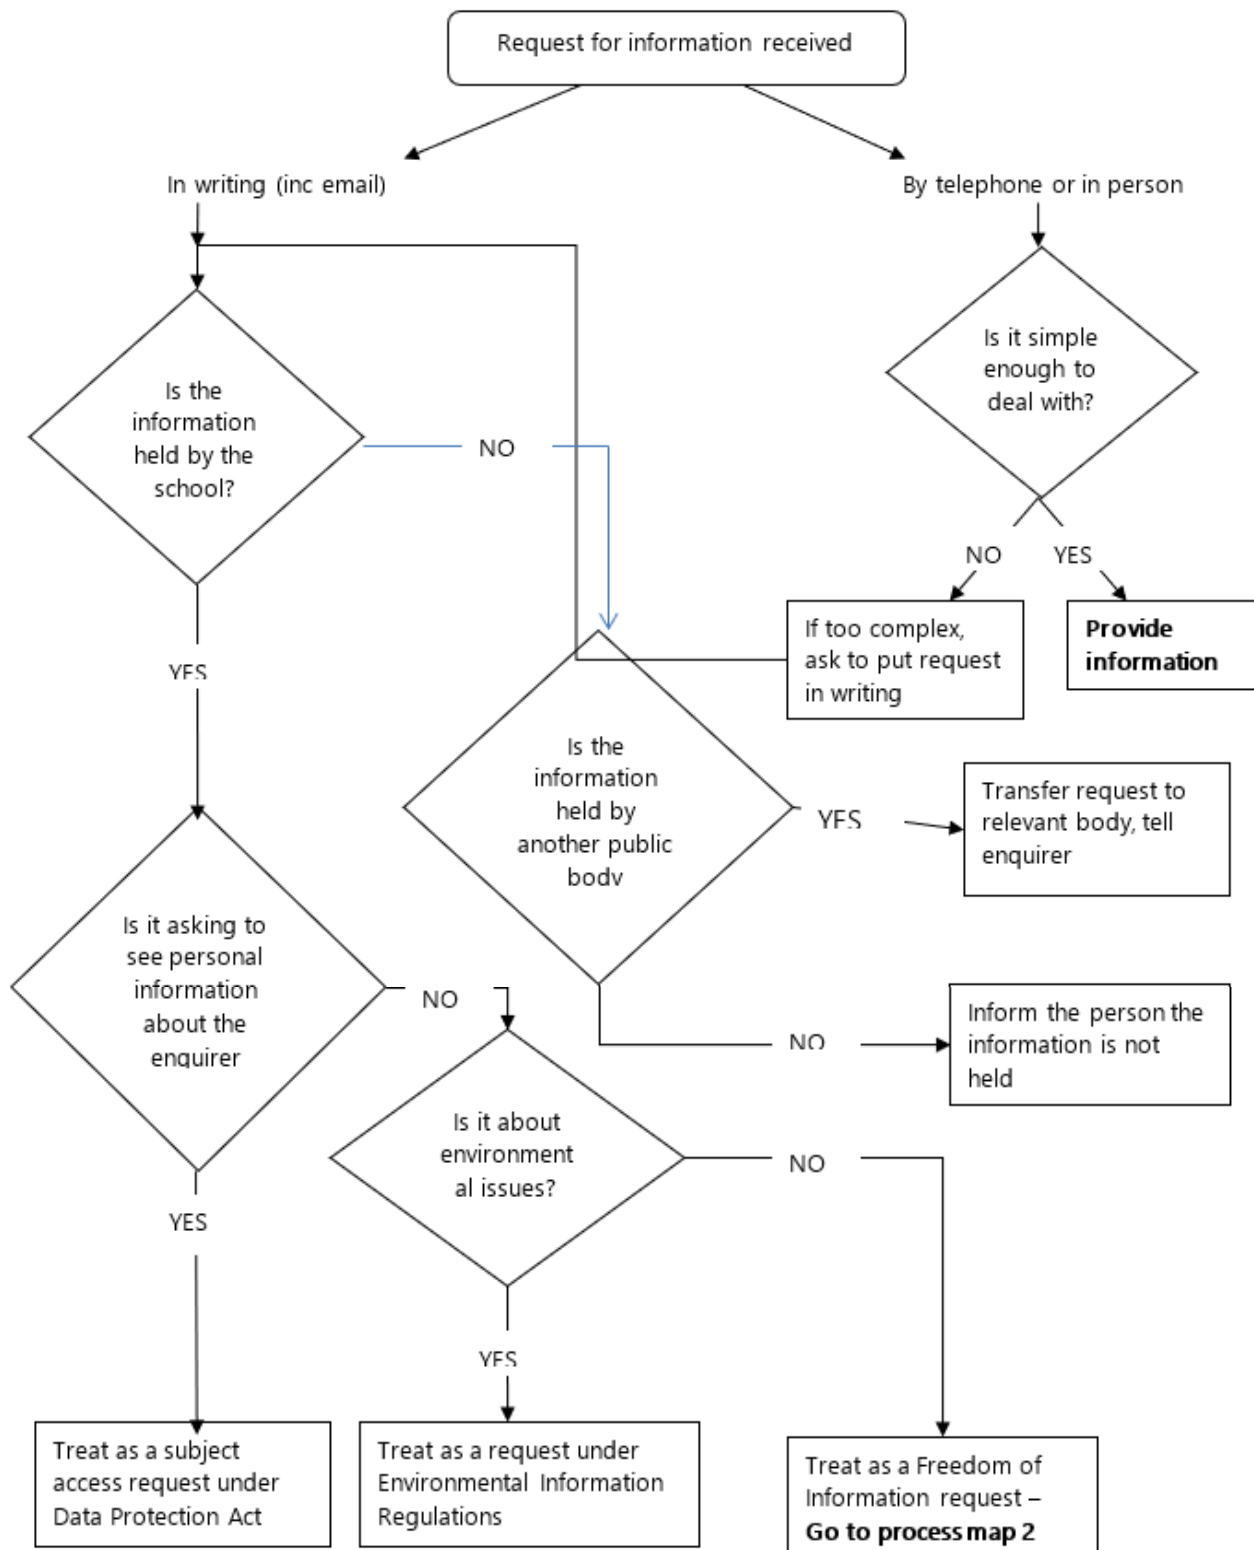 Request for information received
In writing (inc email)
By telephone or in person
Is it simple
enough to
deal with?
Is the
information
held by the
school?
NO
NO
YES
If too complex,
ask to put request
in writing
Provide
information
YES
Is the
information
held by
another public
body
YES
Transfer request to
relevant body, tell
enquirer
Is it asking to
see personal
information
about the
enquirer
NO
Inform the person the
information is not
held
NO
Is it about
environment
al issues?
NO
YES
YES
Treat as a subject
access request under
Data Protection Act
Treat as a request under
Environmental Information
Regulations
Treat as a Freedom of
Information request –
Go to process map 2